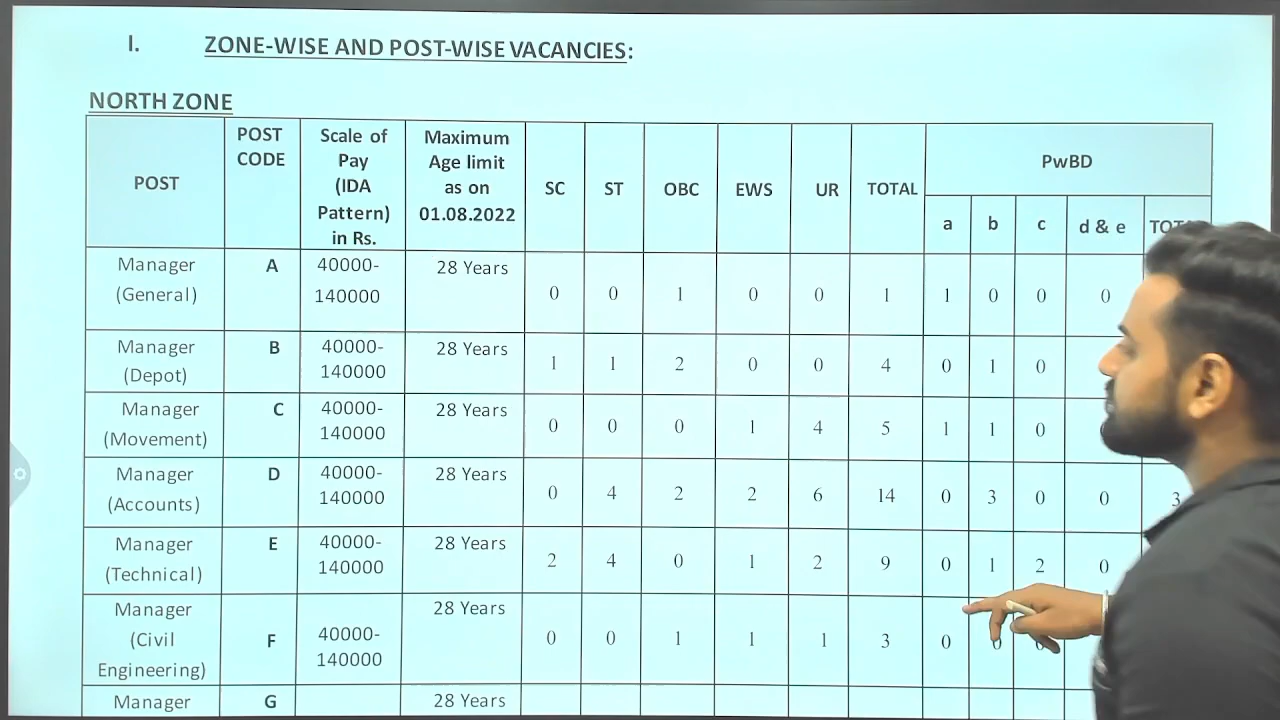 I. ZONE-WISE AND POST-WISE VACANCIES:
NORTH ZONE
POST
POST
CODE
Scale of
Pay
(IDA
Pattern)
in Rs.
Maximum
Age limit
as on
01.08.2022
SC ST OBC EWS UR TOTAL
PwBD
a b c d & e
Manager
(General)
A
40000-
140000
28 Years
0 0 1 0 0 1 1 0 0 0
Manager
(Depot)
B
40000-
140000
28 Years
1 1 2 0 0 4 0 1 0
Manager
(Movement)
C
40000-
140000
28 Years
0 0 0 1 4 5 1 1 0
Manager
(Accounts)
D
40000-
140000
28 Years
0 4 2 2 6 14 0 3 0 0 3
Manager
(Technical)
E
40000-
140000
28 Years
2 4 0 1 2 9 0 1 2 0
Manager
(Civil
Engineering)
F
40000-
140000
28 Years
0 0 1 1 1 3 0
Manager
G
28 Years